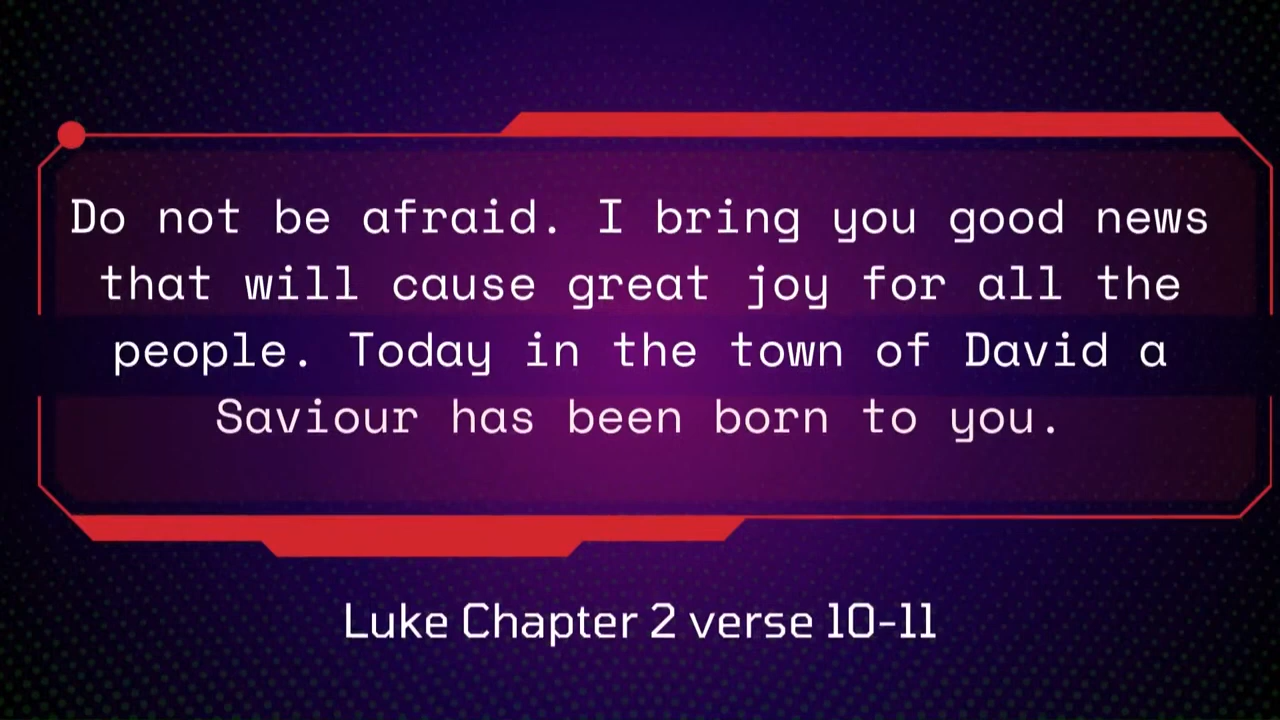 Do not be afraid. I bring you good news
that will cause great joy for all the
people. Today in the town of David a
Saviour has been born to you.
Luke Chapter 2 verse 10-11